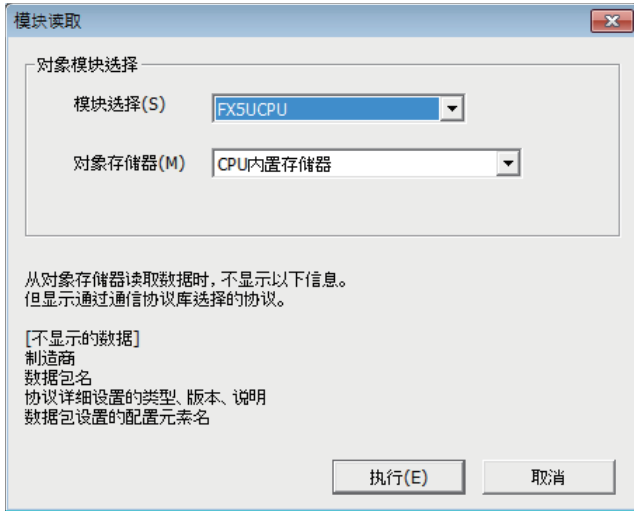 模块读取
对象模块选择
模块选择(S)
FX5UCPU
对象存储器(M)
CPU内置存储器
从对象存储器读取数据时,不显示以下信息。
但显示通过通信协议库选择的协议。
[不显示的数据]
制造商
数据包名
协议详细设置的类型、版本、说明
数据包设置的配置元素名
执行(E)
取消